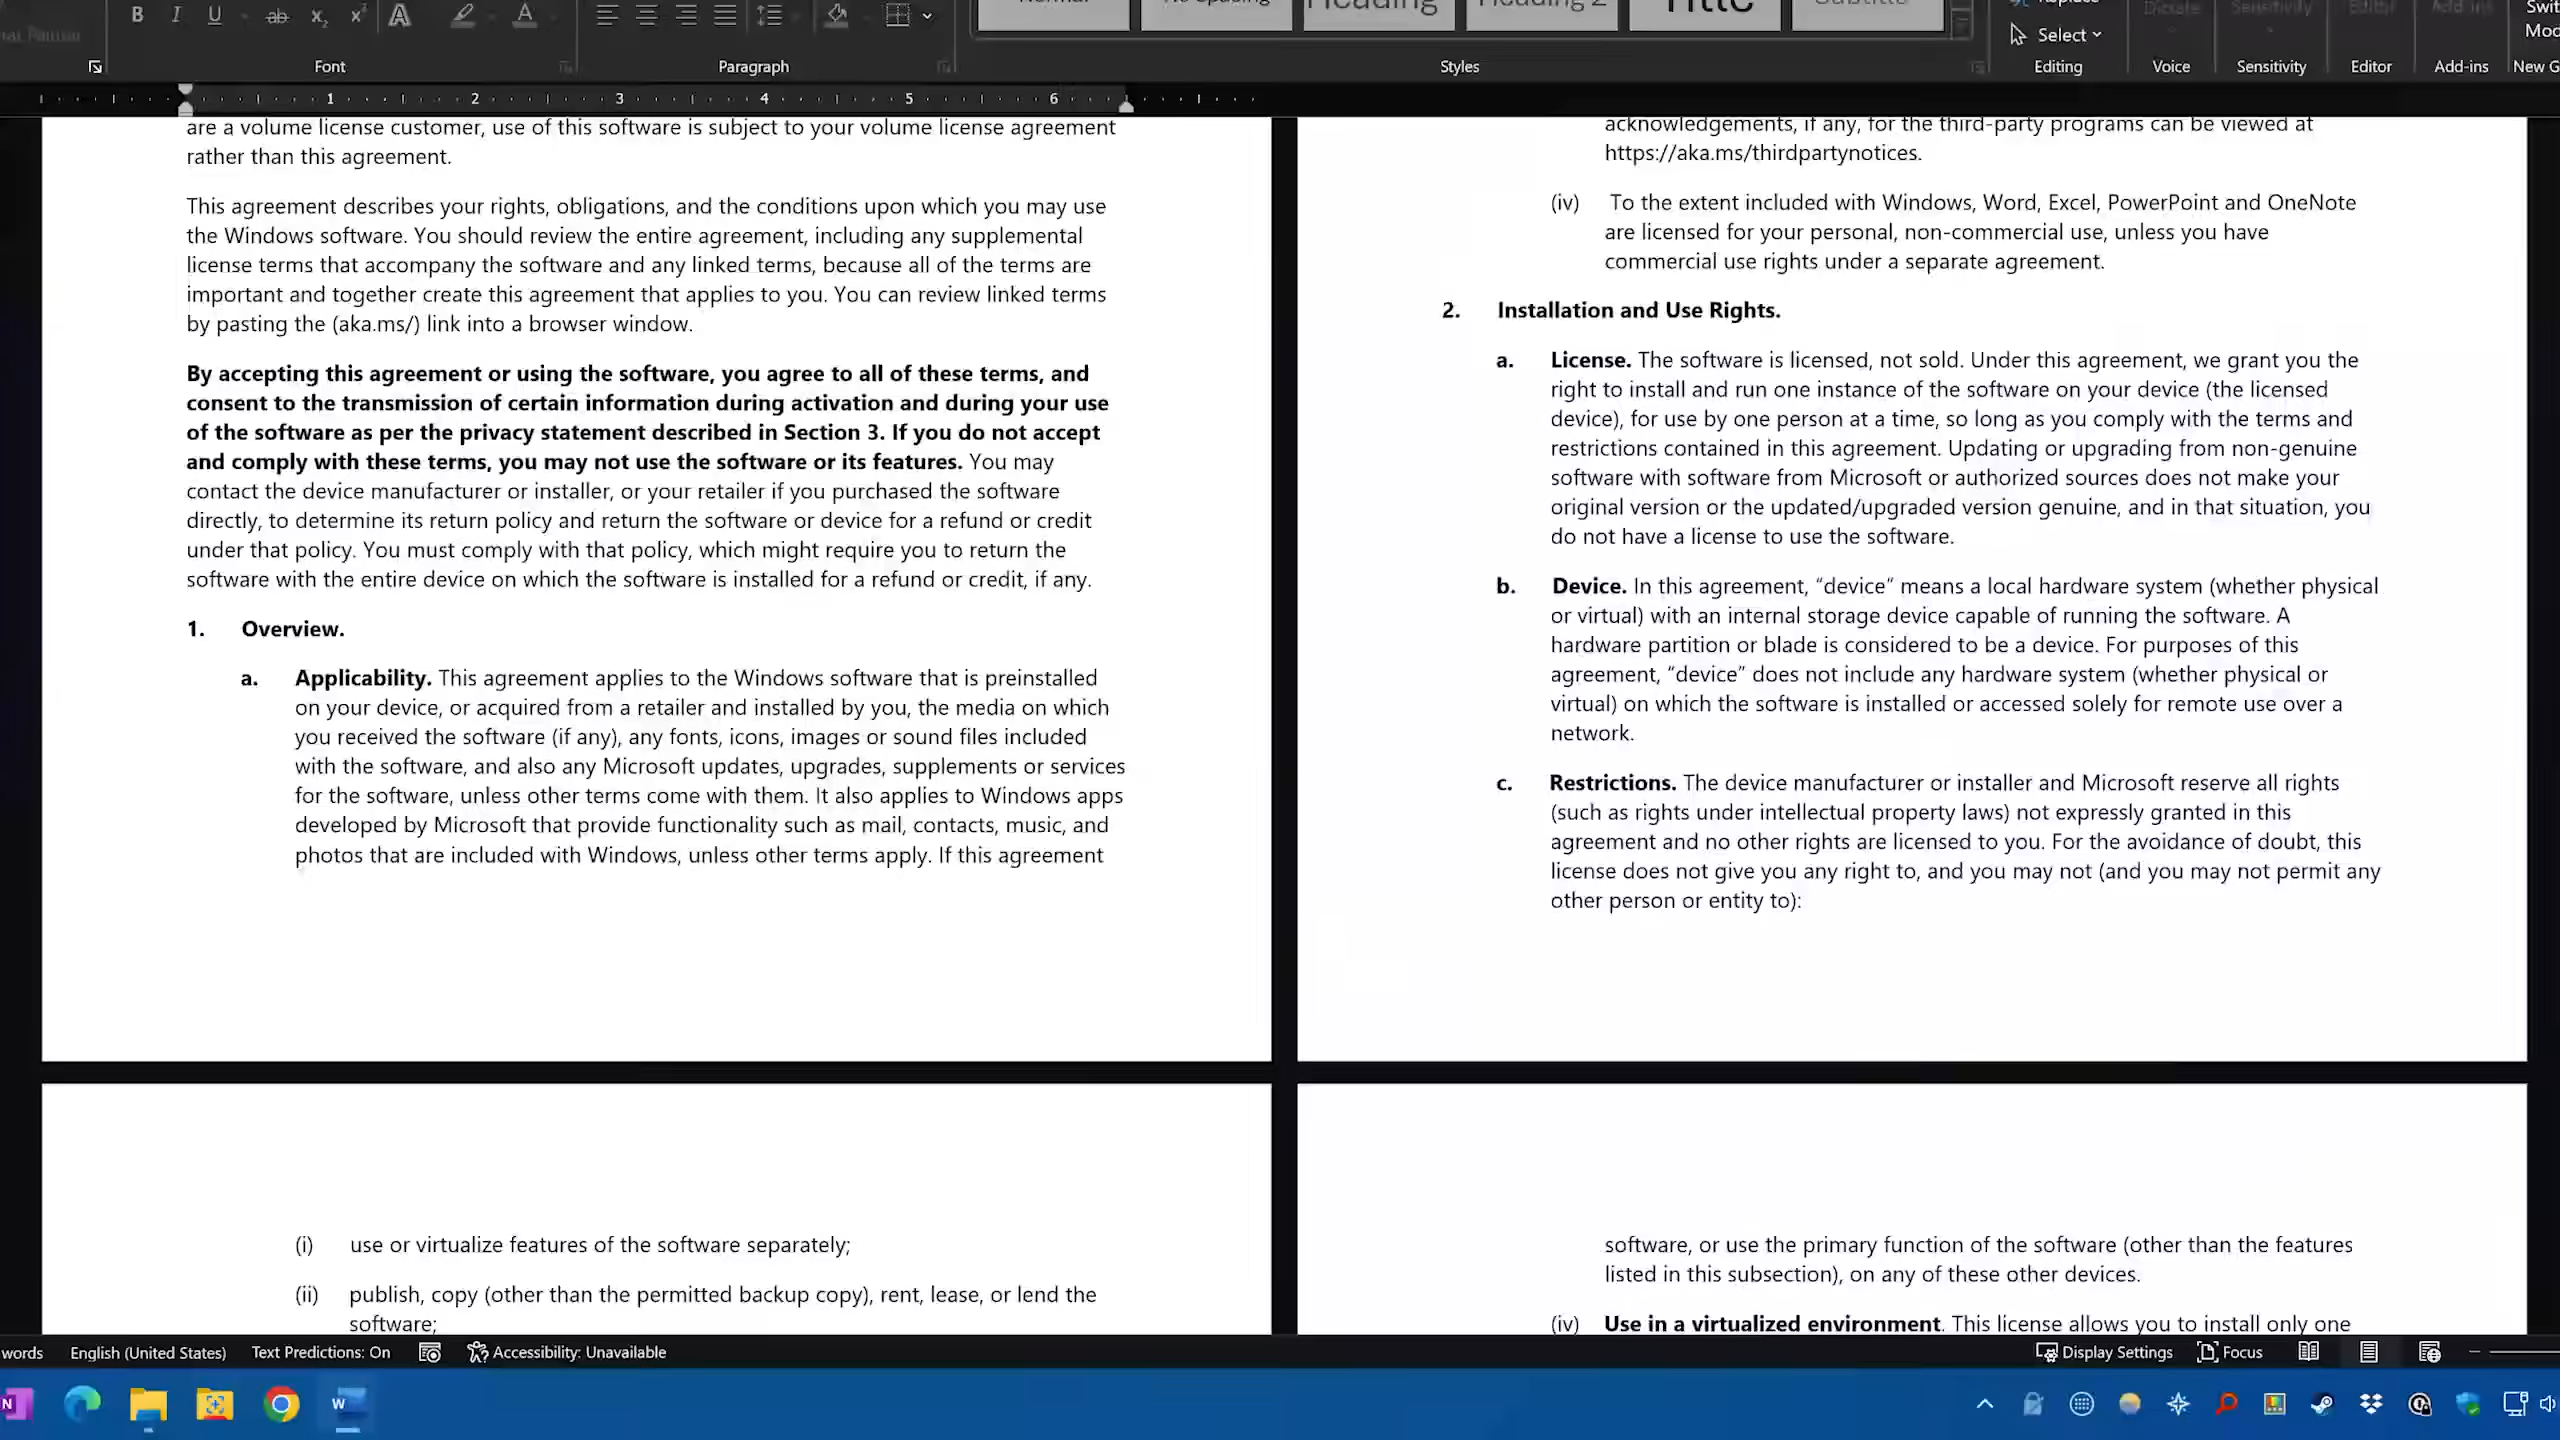 Normal
No Spacing
Heading
Heading 2
Title
Subtitle
Replace
Dictate
Sensitivity
Editor
Add-ins
Select
Font
Paragraph
Styles
Editing
Voice
Sensitivity
Editor
Add-ins
New G
1 2 3 4 5 6
are a volume license customer, use of this software is subject to your volume license agreement
rather than this agreement.
This agreement describes your rights, obligations, and the conditions upon which you may use
the Windows software. You should review the entire agreement, including any supplemental
license terms that accompany the software and any linked terms, because all of the terms are
important and together create this agreement that applies to you. You can review linked terms
by pasting the (aka.ms/) link into a browser window.
By accepting this agreement or using the software, you agree to all of these terms, and
consent to the transmission of certain information during activation and during your use
of the software as per the privacy statement described in Section 3. If you do not accept
and comply with these terms, you may not use the software or its features. You may
contact the device manufacturer or installer, or your retailer if you purchased the software
directly, to determine its return policy and return the software or device for a refund or credit
under that policy. You must comply with that policy, which might require you to return the
software with the entire device on which the software is installed for a refund or credit, if any.
1. Overview.
a. Applicability. This agreement applies to the Windows software that is preinstalled
on your device, or acquired from a retailer and installed by you, the media on which
you received the software (if any), any fonts, icons, images or sound files included
with the software, and also any Microsoft updates, upgrades, supplements or services
for the software, unless other terms come with them. It also applies to Windows apps
developed by Microsoft that provide functionality such as mail, contacts, music, and
photos that are included with Windows, unless other terms apply. If this agreement
acknowledgements, if any, for the third-party programs can be viewed at
https://aka.ms/thirdpartynotices.
(iv) To the extent included with Windows, Word, Excel, PowerPoint and OneNote
are licensed for your personal, non-commercial use, unless you have
commercial use rights under a separate agreement.
2. Installation and Use Rights.
a. License. The software is licensed, not sold. Under this agreement, we grant you the
right to install and run one instance of the software on your device (the licensed
device), for use by one person at a time, so long as you comply with the terms and
restrictions contained in this agreement. Updating or upgrading from non-genuine
software with software from Microsoft or authorized sources does not make your
original version or the updated/upgraded version genuine, and in that situation, you
do not have a license to use the software.
b. Device. In this agreement, “device” means a local hardware system (whether physical
or virtual) with an internal storage device capable of running the software. A
hardware partition or blade is considered to be a device. For purposes of this
agreement, “device” does not include any hardware system (whether physical or
virtual) on which the software is installed or accessed solely for remote use over a
network.
c. Restrictions. The device manufacturer or installer and Microsoft reserve all rights
(such as rights under intellectual property laws) not expressly granted in this
agreement and no other rights are licensed to you. For the avoidance of doubt, this
license does not give you any right to, and you may not (and you may not permit any
other person or entity to):
(i) use or virtualize features of the software separately;
(ii) publish, copy (other than the permitted backup copy), rent, lease, or lend the
software;
software, or use the primary function of the software (other than the features
listed in this subsection), on any of these other devices.
(iv) Use in a virtualized environment. This license allows you to install only one
words English (United States) Text Predictions: On Accessibility: Unavailable Display Settings Focus